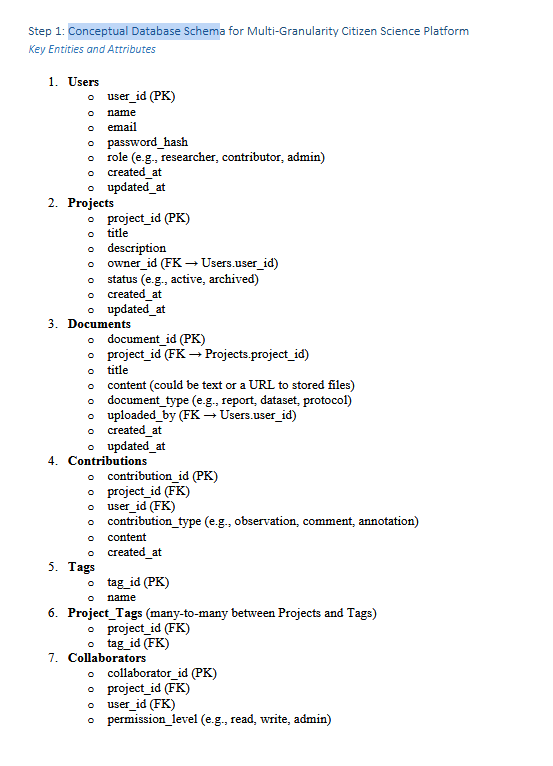 Step 1: Conceptual Database Schema for Multi-Granularity Citizen Science Platform
Key Entities and Attributes
1. Users
o user_id (PK)
o name
o email
o password_hash
o role (e.g., researcher, contributor, admin)
o created_at
o updated_at
2. Projects
o project_id (PK)
o title
o description
o owner_id (FK → Users.user_id)
o status (e.g., active, archived)
o created_at
o updated_at
3. Documents
o document_id (PK)
o project_id (FK → Projects.project_id)
o title
o content (could be text or a URL to stored files)
o document_type (e.g., report, dataset, protocol)
o uploaded_by (FK → Users.user_id)
o created_at
o updated_at
4. Contributions
o contribution_id (PK)
o project_id (FK)
o user_id (FK)
o contribution_type (e.g., observation, comment, annotation)
o content
o created_at
5. Tags
o tag_id (PK)
o name
6. Project_Tags (many-to-many between Projects and Tags)
o project_id (FK)
o tag_id (FK)
7. Collaborators
o collaborator_id (PK)
o project_id (FK)
o user_id (FK)
o permission_level (e.g., read, write, admin)